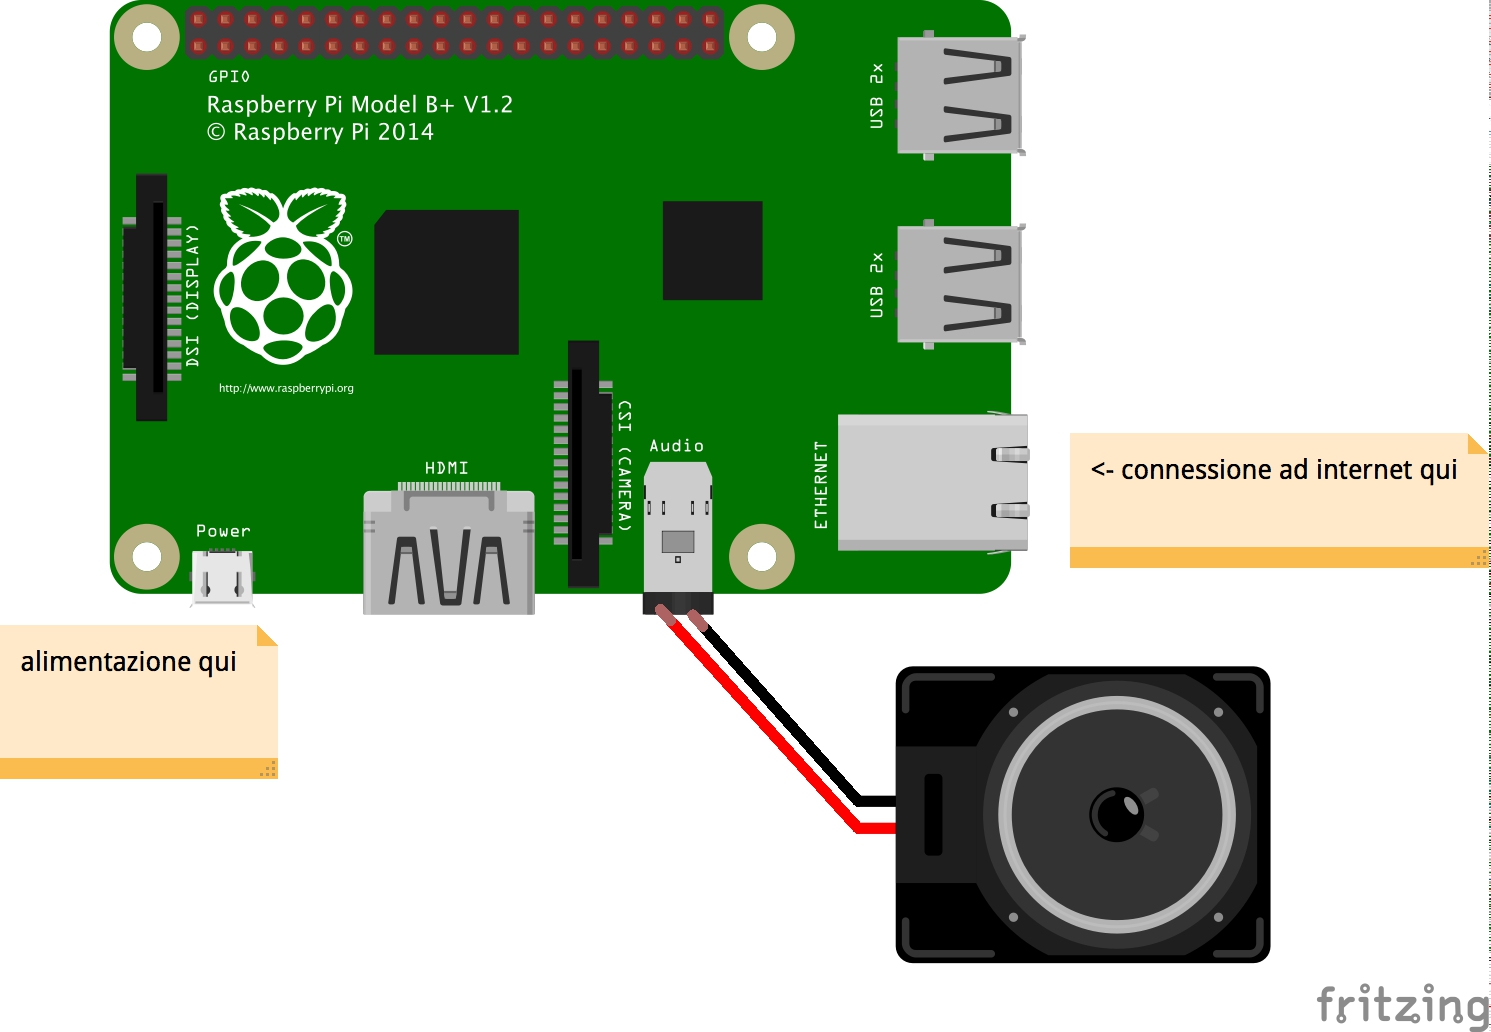 GPIO
Raspberry Pi Model B+ V1.2
© Raspberry Pi 2014
USB 2x
DSI (DISPLAY)
TM
USB 2x
http://www.raspberrypi.org
CSI (CAMERA)
Audio
HDMI
ETHERNET
<- connessione ad internet qui
Power
alimentazione qui
fritzing